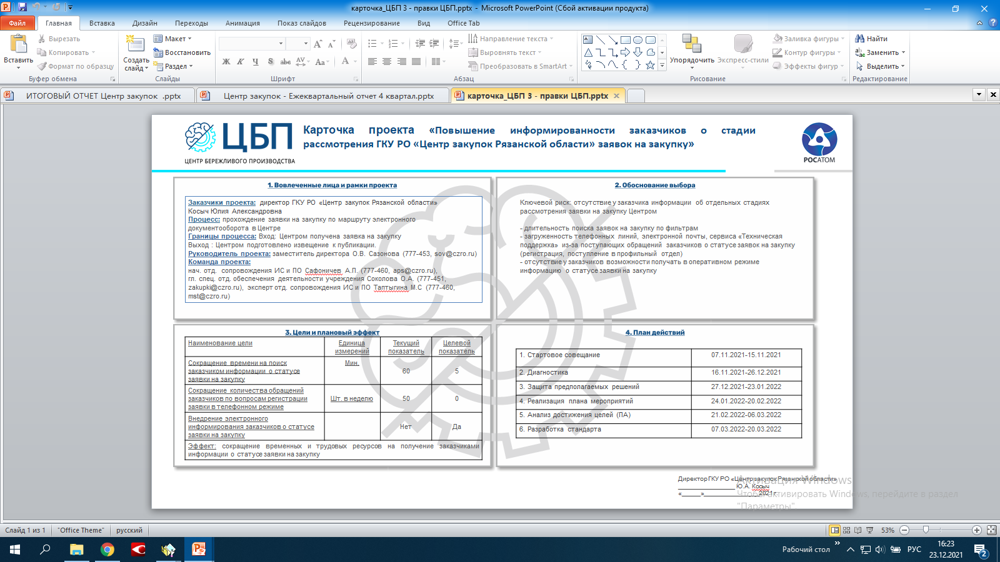 карточка_ЦБП 3 - правки ЦБП.pptx - Microsoft PowerPoint (Сбой активации продукта)
Файл Главная Вставка Дизайн Переходы Анимация Показ слайдов Рецензирование Вид Office Tab
Вставить
Вырезать
Копировать
Формат по образцу
Буфер обмена
Создать слайд
Макет
Восстановить
Раздел
Слайды
Ж К Ч S abc AV Aa A
Шрифт
Направление текста
Выровнять текст
Преобразовать в SmartArt
Абзац
Упорядочить
Экспресс-стили
Заливка фигуры
Контур фигуры
Эффекты фигур
Рисование
Найти
Заменить
Выделить
Редактирование
ИТОГОВЫЙ ОТЧЕТ Центр закупок .pptx
Центр закупок - Ежеквартальный отчет 4 квартал.pptx
карточка_ЦБП 3 - правки ЦБП.pptx
ЦБП
ЦЕНТР БЕРЕЖЛИВОГО ПРОИЗВОДСТВА
Карточка проекта «Повышение информированности заказчиков о стадии
рассмотрения ГКУ РО «Центр закупок Рязанской области» заявок на закупку»
РОСАТОМ
1. Вовлеченные лица и рамки проекта
Заказчики проекта: директор ГКУ РО «Центр закупок Рязанской области»
Косыч Юлия Александровна
Процесс: прохождение заявки на закупку по маршруту электронного
документооборота в Центре
Границы процесса: Вход: Центром получена заявка на закупку
Выход : Центром подготовлено извещение к публикации.
Руководитель проекта: заместитель директора О.В. Сазонова (777-453, sov@czro.ru)
Команда проекта:
нач. отд. сопровождения ИС и ПО Сафоничев А.П. (777-460, aps@czro.ru),
гл. спец. отд. обеспечения деятельности учреждения Соколова О.А. (777-451,
zakupki@czro.ru), эксперт отд. сопровождения ИС и ПО Таптыгина М.С (777-460,
mst@czro.ru)
2. Обоснование выбора
Ключевой риск: отсутствие у заказчика информации об отдельных стадиях
рассмотрения заявки на закупку Центром
- длительность поиска заявок на закупку по фильтрам
- загруженность телефонных линий, электронной почты, сервиса «Техническая
поддержка» из-за поступающих обращений заказчиков о статусе заявок на закупку
(регистрация, поступление в профильный отдел)
- отсутствие у заказчиков возможности получать в оперативном режиме
информацию о статусе заявки на закупку
3. Цели и плановый эффект
Наименование цели Единица измерений Текущий показатель Целевой показатель
Сокращение времени на поиск
заказчиком информации о статусе
заявки на закупку
Мин. 60 5
Сокращение количества обращений
заказчиков по вопросам регистрации
заявки в телефонном режиме
Шт. в неделю 50 0
Внедрение электронного
информирования заказчиков о статусе
заявки на закупку
Нет Да
Эффект: сокращение временных и трудовых ресурсов на получение заказчиками
информации о статусе заявки на закупку
4. План действий
1. Стартовое совещание 07.11.2021-15.11.2021
2. Диагностика 16.11.2021-26.12.2021
3. Защита предполагаемых решений 27.12.2021-23.01.2022
4. Реализация плана мероприятий 24.01.2022-20.02.2022
5. Анализ достижения целей (ПА) 21.02.2022-06.03.2022
6. Разработка стандарта 07.03.2022-20.03.2022
Директор ГКУ РО «Центр закупок Рязанской области»
________________ Ю.А. Косыч
«_____»_______________2021 г.
Активация Windows
Чтобы активировать Windows, перейдите в раздел
"Параметры".
Слайд 1 из 1 "Office Theme" русский 53%
Рабочий стол РУС 16:23
23.12.2021
2